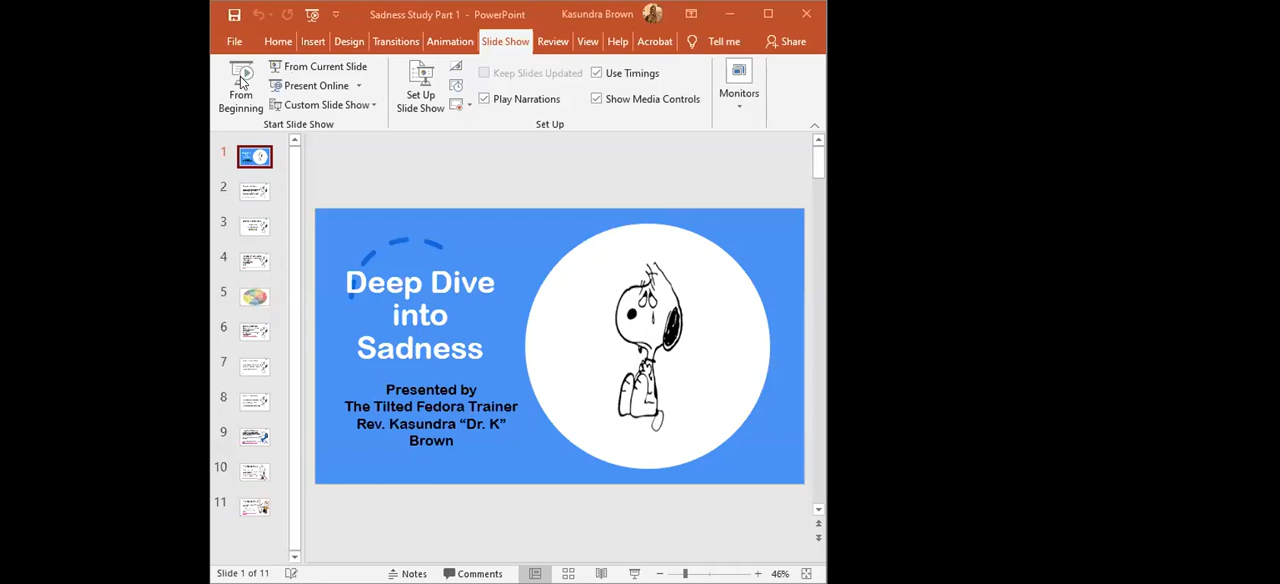 Sadness Study Part 1 - PowerPoint
Kasundra Brown
File Home Insert Design Transitions Animation Slide Show Review View Help Acrobat Tell me Share
From Beginning
From Current Slide
Present Online
Custom Slide Show
Start Slide Show
Set Up
Slide Show
Keep Slides Updated
Play Narrations
Use Timings
Show Media Controls
Set Up
Monitors
1
2
3
4
5
6
7
8
9
10
11
Deep Dive
into
Sadness
Presented by
The Tilted Fedora Trainer
Rev. Kasundra “Dr. K”
Brown
Slide 1 of 11
Notes
Comments
46%